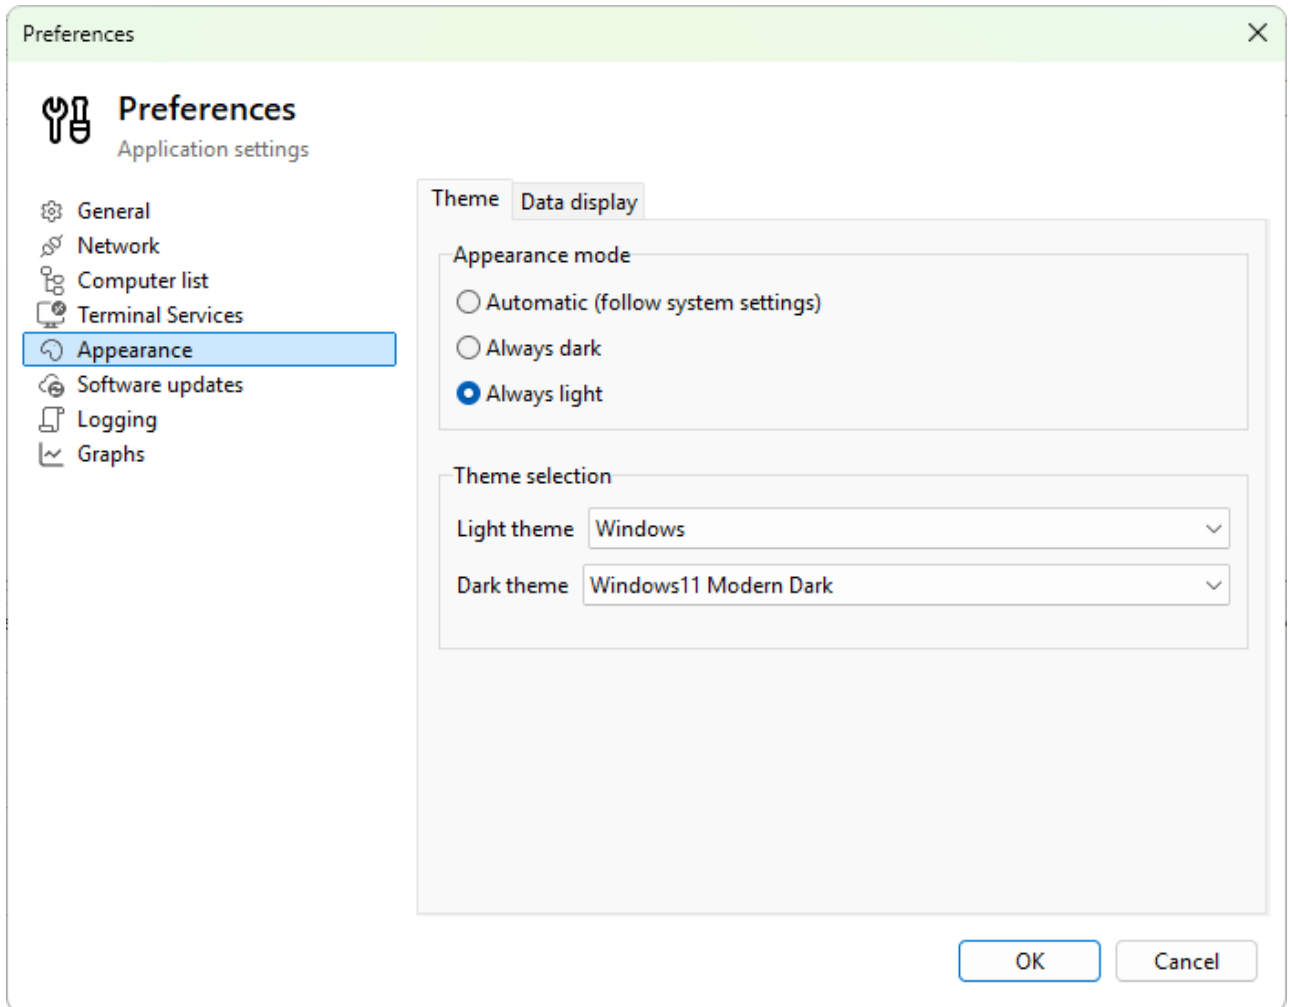 Preferences
Preferences
Application settings
General
Network
Computer list
Terminal Services
Appearance
Software updates
Logging
Graphs
Theme
Data display
Appearance mode
Automatic (follow system settings)
Always dark
Always light
Theme selection
Light theme Windows
Dark theme Windows11 Modern Dark
OK Cancel